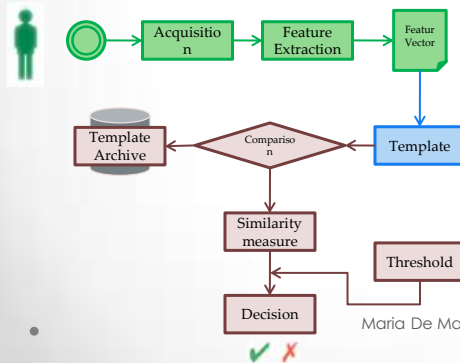 Acquisitio
n
Feature
Extraction
Featur
Vector
Template
Archive
Compariso
n
Template
Similarity
measure
Threshold
Decision
Maria De Ma